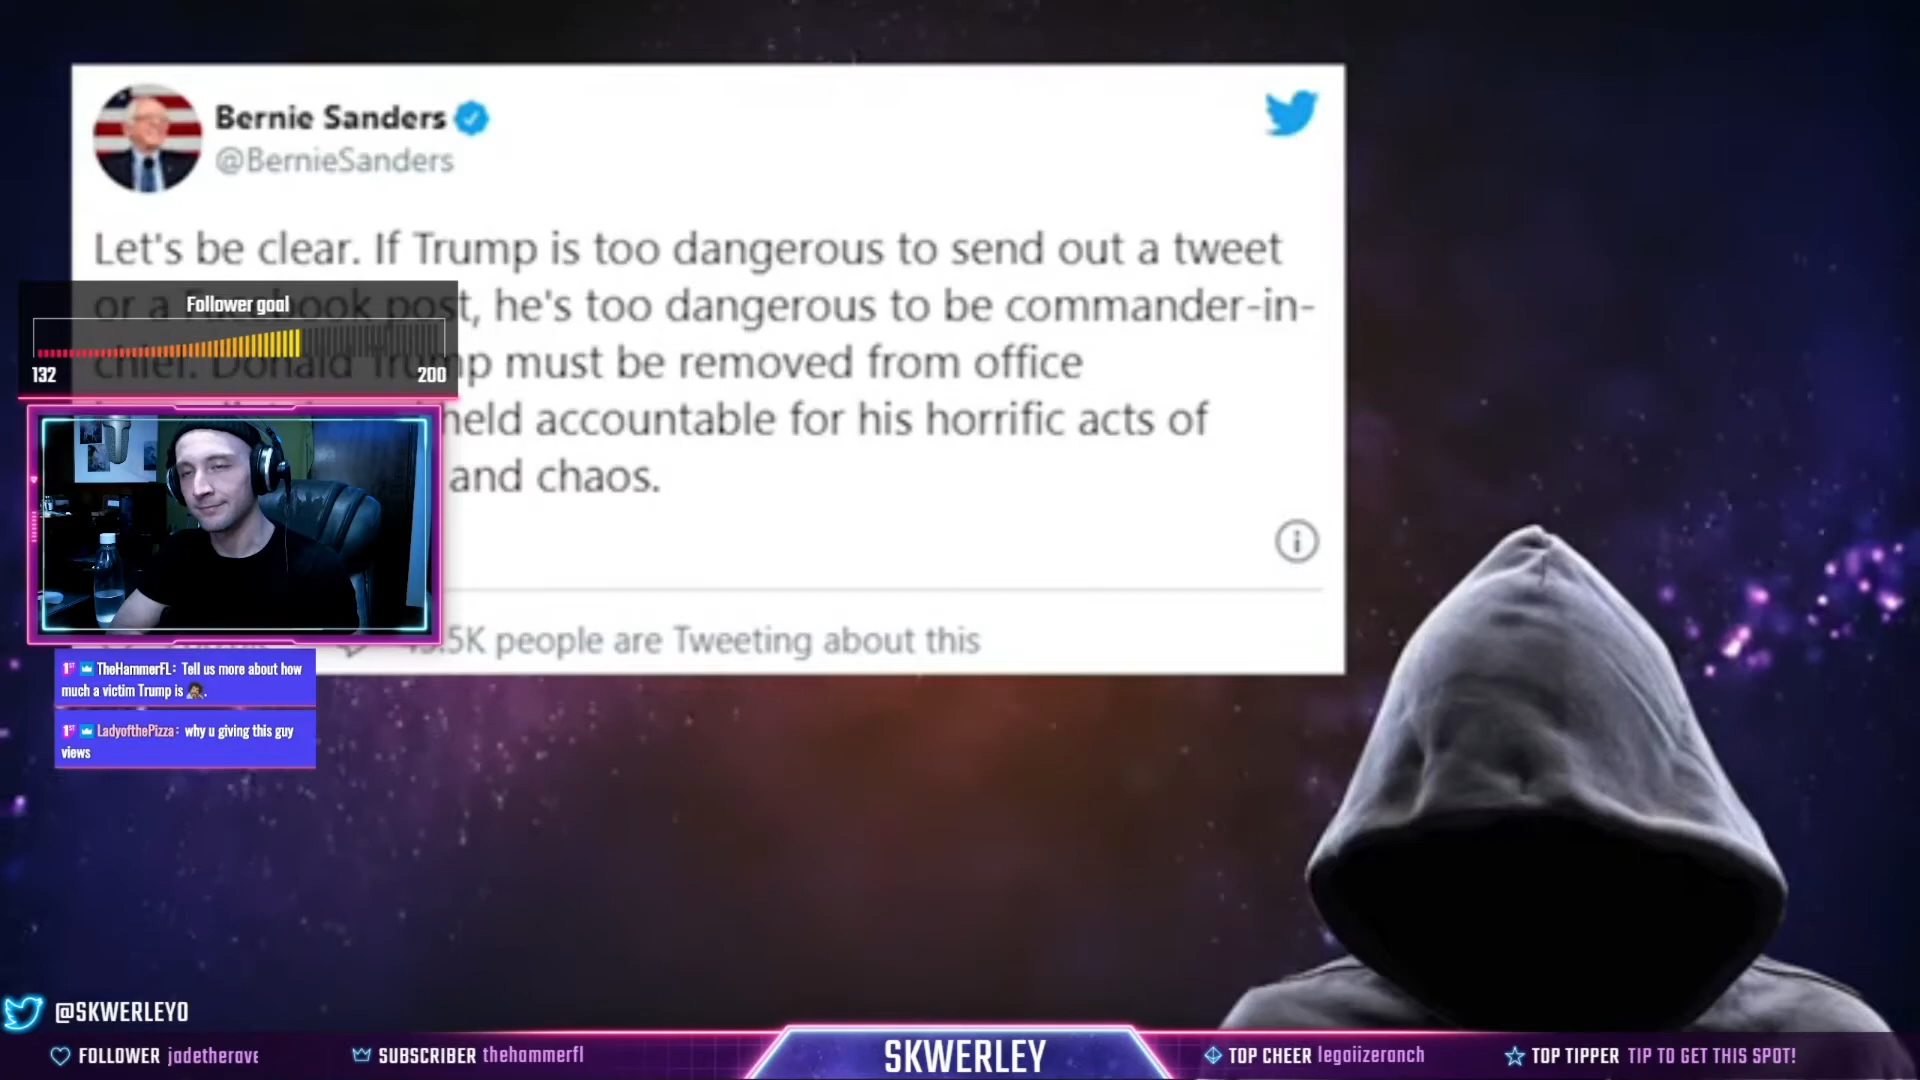 Bernie Sanders
@BernieSanders
Let's be clear. If Trump is too dangerous to send out a tweet
or a Facebook post, he's too dangerous to be commander-in-
chief. Donald Trump must be removed from office
held accountable for his horrific acts of
and chaos.
.5K people are Tweeting about this
Follower goal
132
200
1ST TheHammerFL: Tell us more about how
much a victim Trump is .
1ST LadyofthePizza: why u giving this guy
views
@SKWERLEYO
FOLLOWER jadetherave
SUBSCRIBER thehammerfl
SKWERLEY
TOP CHEER legaiizeranch
TOP TIPPER TIP TO GET THIS SPOT!